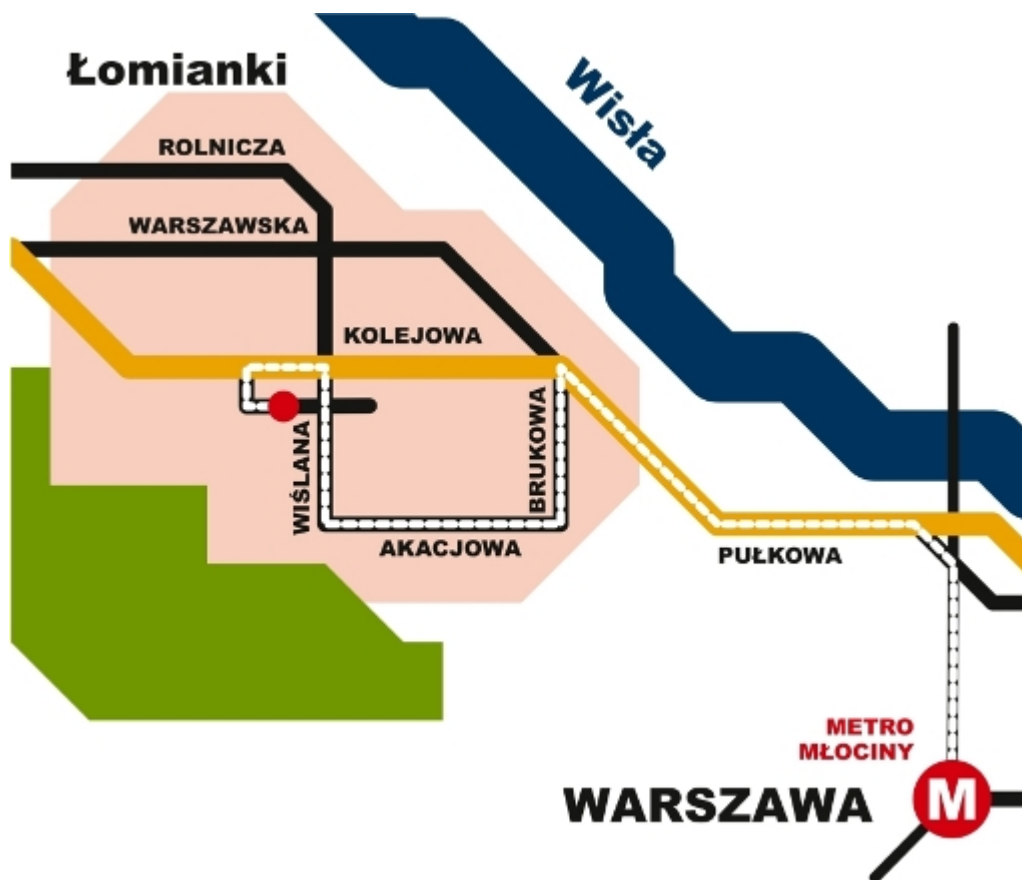 Łomianki
Wisła
ROLNICZA
WARSZAWSKA
KOLEJOWA
WIŚLANA
BRUKOWA
AKACJOWA
PUŁKOWA
METRO
MŁOCINY
WARSZAWA
M